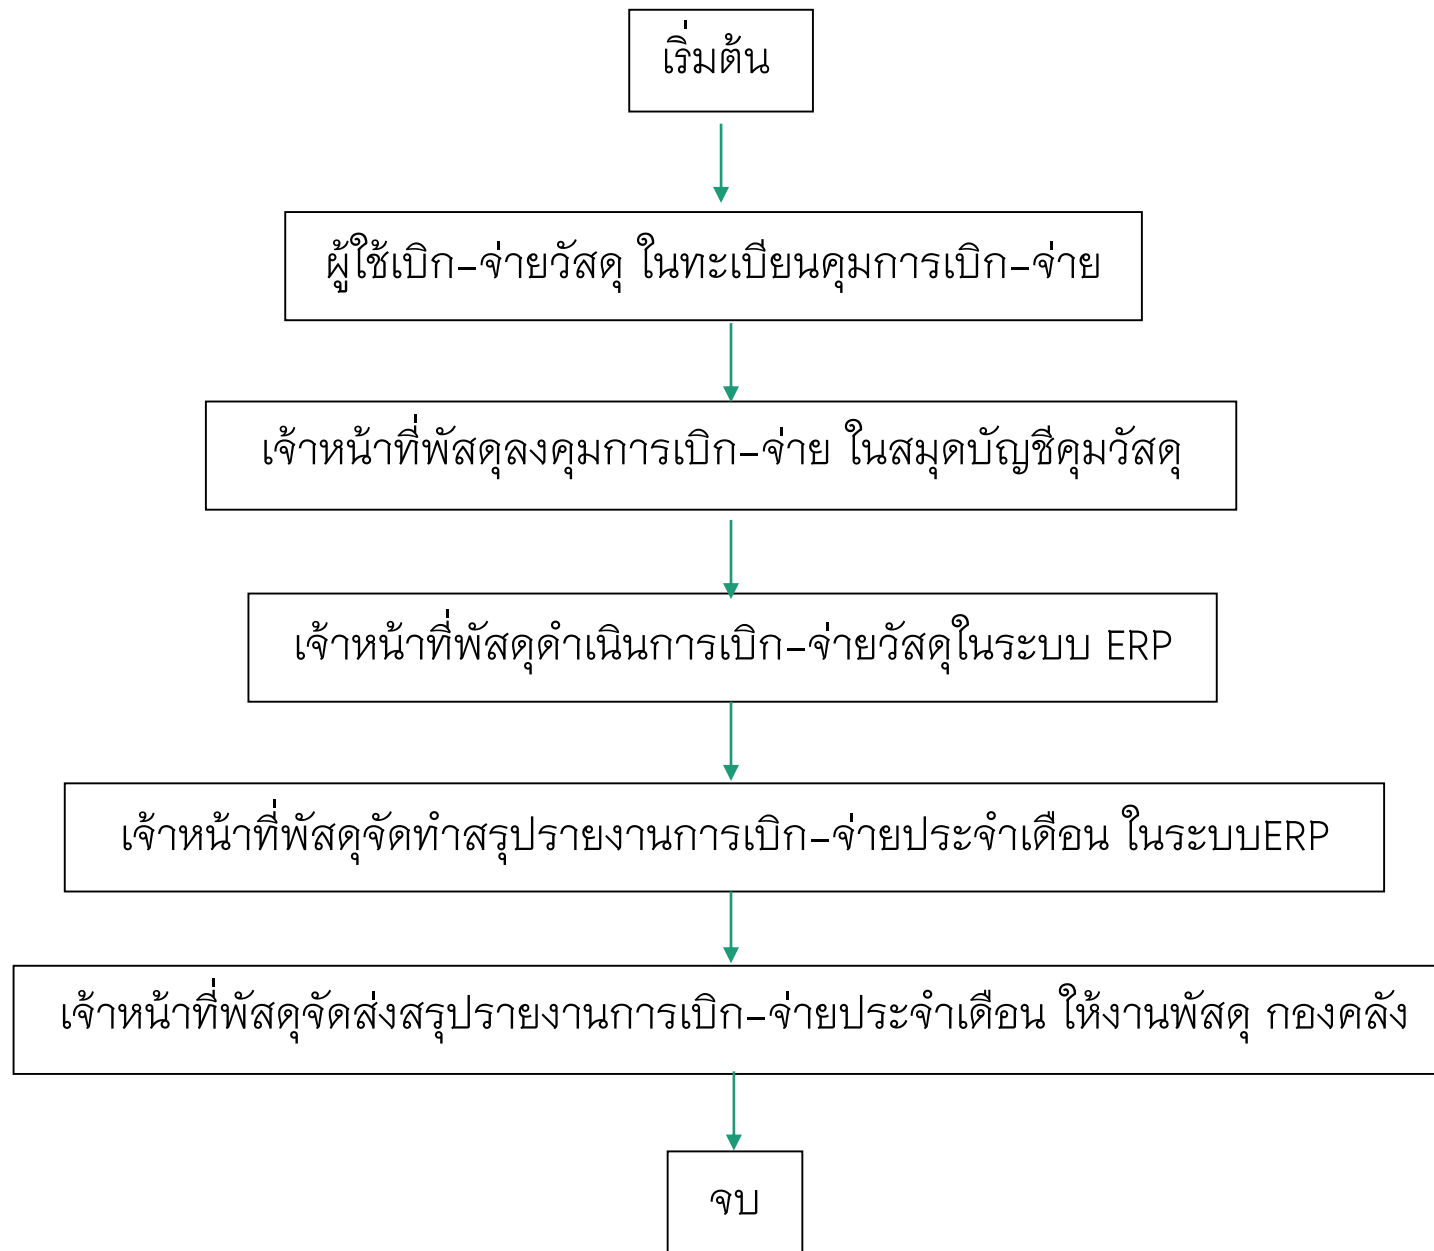 เริ่มต้น
ผู้ใช้เบิก-จ่ายวัสดุ ในทะเบียนคุมการเบิก-จ่าย
เจ้าหน้าที่พัสดุลงคุมการเบิก-จ่าย ในสมุดบัญชีคุมวัสดุ
เจ้าหน้าที่พัสดุดำเนินการเบิก-จ่ายวัสดุในระบบ ERP
เจ้าหน้าที่พัสดุจัดทำสรุปรายงานการเบิก-จ่ายประจำเดือน ในระบบERP
เจ้าหน้าที่พัสดุจัดส่งสรุปรายงานการเบิก-จ่ายประจำเดือน ให้งานพัสดุ กองคลัง
จบ